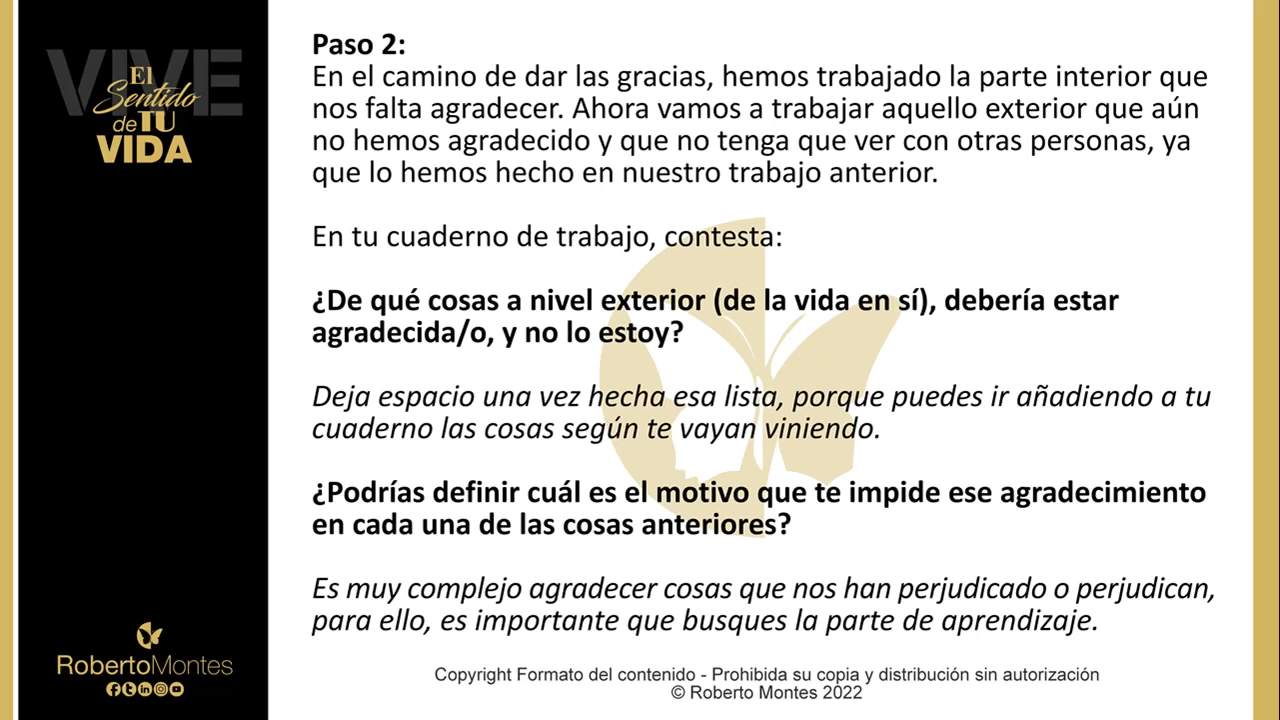 VIVE
El
Sentido
de TU
VIDA
Paso 2:
En el camino de dar las gracias, hemos trabajado la parte interior que
nos falta agradecer. Ahora vamos a trabajar aquello exterior que aún
no hemos agradecido y que no tenga que ver con otras personas, ya
que lo hemos hecho en nuestro trabajo anterior.
En tu cuaderno de trabajo, contesta:
¿De qué cosas a nivel exterior (de la vida en sí), debería estar
agradecida/o, y no lo estoy?
Deja espacio una vez hecha esa lista, porque puedes ir añadiendo a tu
cuaderno las cosas según te vayan viniendo.
¿Podrías definir cuál es el motivo que te impide ese agradecimiento
en cada una de las cosas anteriores?
Es muy complejo agradecer cosas que nos han perjudicado o perjudican,
para ello, es importante que busques la parte de aprendizaje.
RobertoMontes
Copyright Formato del contenido - Prohibida su copia y distribución sin autorización
© Roberto Montes 2022